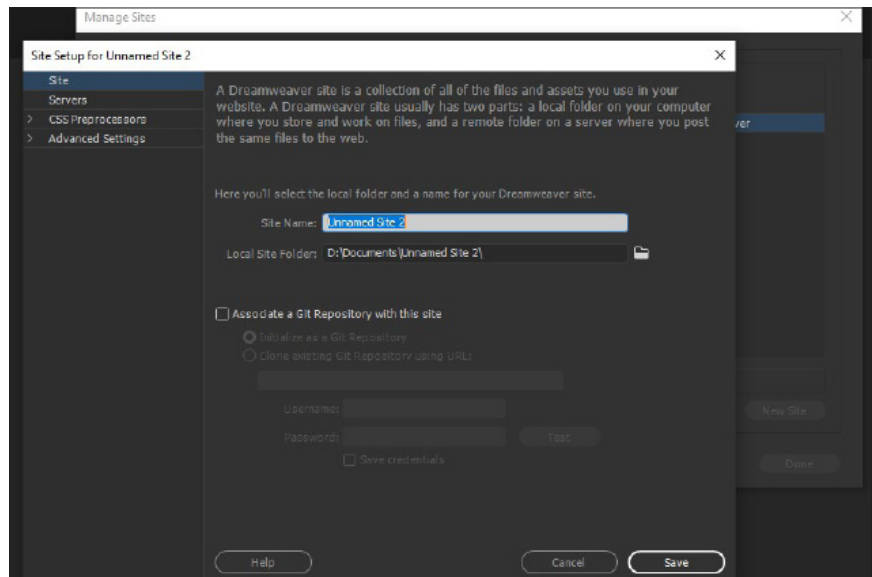 Manage Sites
Site Setup for Unnamed Site 2
Site
Servers
CSS Preprocessors
Advanced Settings
A Dreamweaver site is a collection of all of the files and assets you use in your
website. A Dreamweaver site usually has two parts: a local folder on your computer
where you store and work on files, and a remote folder on a server where you post
the same files to the web.
ver
Here you'll select the local folder and a name for your Dreamweaver site.
Site Name: Unnamed Site 2
Local Site Folder: D:\Documents\Unnamed Site 2\
Associate a Git Repository with this site
Initialize as a Git Repository
Clone existing Git Repository using URL:
Username:
Password:
Test
Save credentials
New Site
Done
Help
Cancel
Save